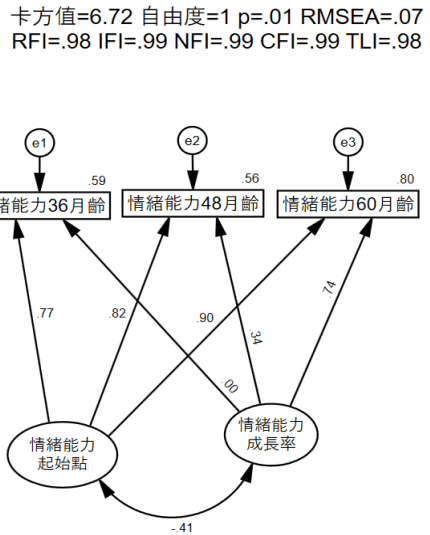 卡方值=6.72 自由度=1 p=.01 RMSEA=.07
RFI=.98 IFI=.99 NFI=.99 CFI=.99 TLI=.98
e1
e2
e3
.59
.56
.80
緒能力36月齡
情緒能力48月齡
情緒能力60月齡
.77
.82
.90
.34
.74
.00
情緒能力
起始點
情緒能力
成長率
-.41